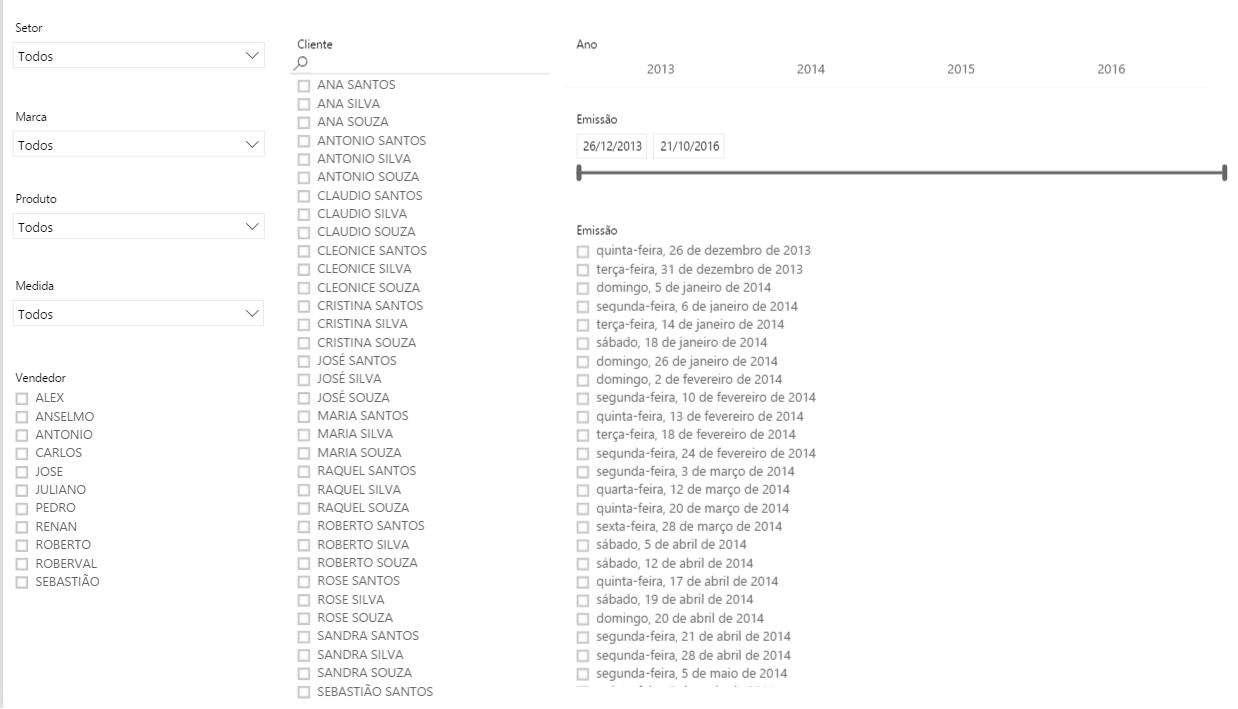 Setor
Todos
Marca
Todos
Produto
Todos
Medida
Todos
Vendedor
ALEX
ANSELMO
ANTONIO
CARLOS
JOSE
JULIANO
PEDRO
RENAN
ROBERTO
ROBERVAL
SEBASTIÃO
Cliente
ANA SANTOS
ANA SILVA
ANA SOUZA
ANTONIO SANTOS
ANTONIO SILVA
ANTONIO SOUZA
CLAUDIO SANTOS
CLAUDIO SILVA
CLAUDIO SOUZA
CLEONICE SANTOS
CLEONICE SILVA
CLEONICE SOUZA
CRISTINA SANTOS
CRISTINA SILVA
CRISTINA SOUZA
JOSÉ SANTOS
JOSÉ SILVA
JOSÉ SOUZA
MARIA SANTOS
MARIA SILVA
MARIA SOUZA
RAQUEL SANTOS
RAQUEL SILVA
RAQUEL SOUZA
ROBERTO SANTOS
ROBERTO SILVA
ROBERTO SOUZA
ROSE SANTOS
ROSE SILVA
ROSE SOUZA
SANDRA SANTOS
SANDRA SILVA
SANDRA SOUZA
SEBASTIÃO SANTOS
Ano
2013 2014 2015 2016
Emissão
26/12/2013 21/10/2016
Emissão
quinta-feira, 26 de dezembro de 2013
terça-feira, 31 de dezembro de 2013
domingo, 5 de janeiro de 2014
segunda-feira, 6 de janeiro de 2014
terça-feira, 14 de janeiro de 2014
sábado, 18 de janeiro de 2014
domingo, 26 de janeiro de 2014
domingo, 2 de fevereiro de 2014
segunda-feira, 10 de fevereiro de 2014
quinta-feira, 13 de fevereiro de 2014
terça-feira, 18 de fevereiro de 2014
segunda-feira, 24 de fevereiro de 2014
segunda-feira, 3 de março de 2014
quarta-feira, 12 de março de 2014
quinta-feira, 20 de março de 2014
sexta-feira, 28 de março de 2014
sábado, 5 de abril de 2014
sábado, 12 de abril de 2014
quinta-feira, 17 de abril de 2014
sábado, 19 de abril de 2014
domingo, 20 de abril de 2014
segunda-feira, 21 de abril de 2014
segunda-feira, 28 de abril de 2014
segunda-feira, 5 de maio de 2014